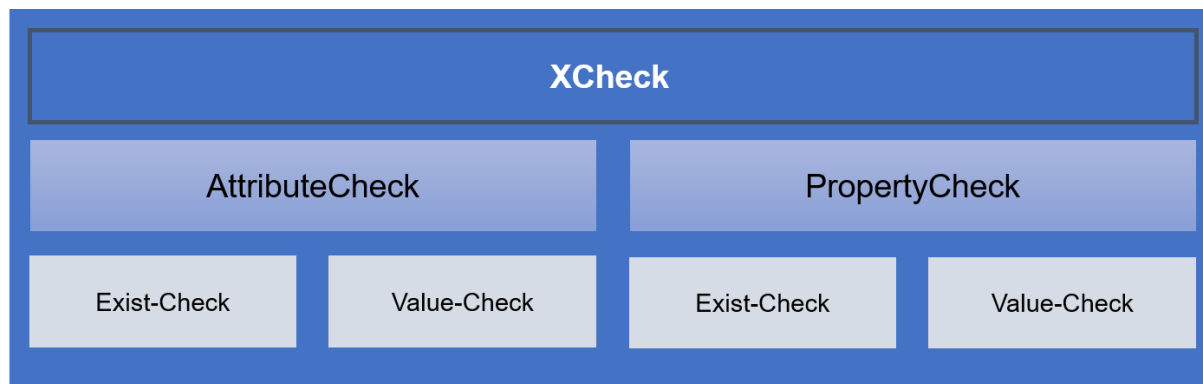 XCheck
AttributeCheck
PropertyCheck
Exist-Check
Value-Check
Exist-Check
Value-Check